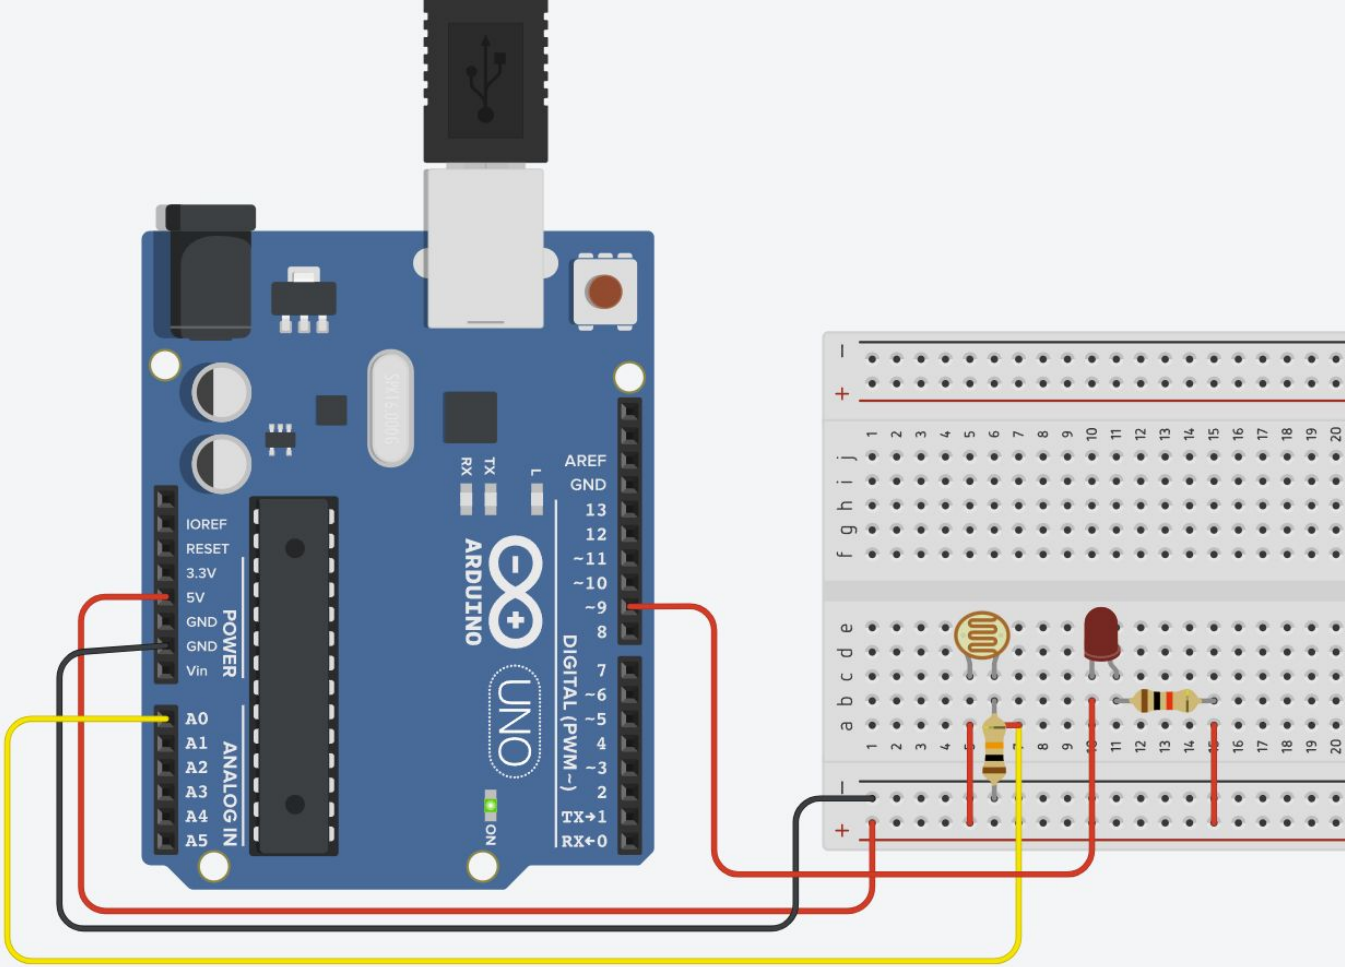 SPK16.000G
AREF
GND
13
12
~11
~10
~9
8
7
~6
~5
4
~3
2
TX→1
RX←0
DIGITAL (PWM~)
IOREF
RESET
3.3V
5V
GND
GND
Vin
POWER
A0
A1
A2
A3
A4
A5
ANALOG IN
RX
TX
L
ARDUINO
UNO
ON
−
+
1 2 3 4 5 6 7 8 9 10 11 12 13 14 15 16 17 18 19 20
j
i
h
g
f
e
d
c
b
a
1 2 3 4 5 7 8 9 10 11 12 13 14 15 16 17 18 19 20
−
+